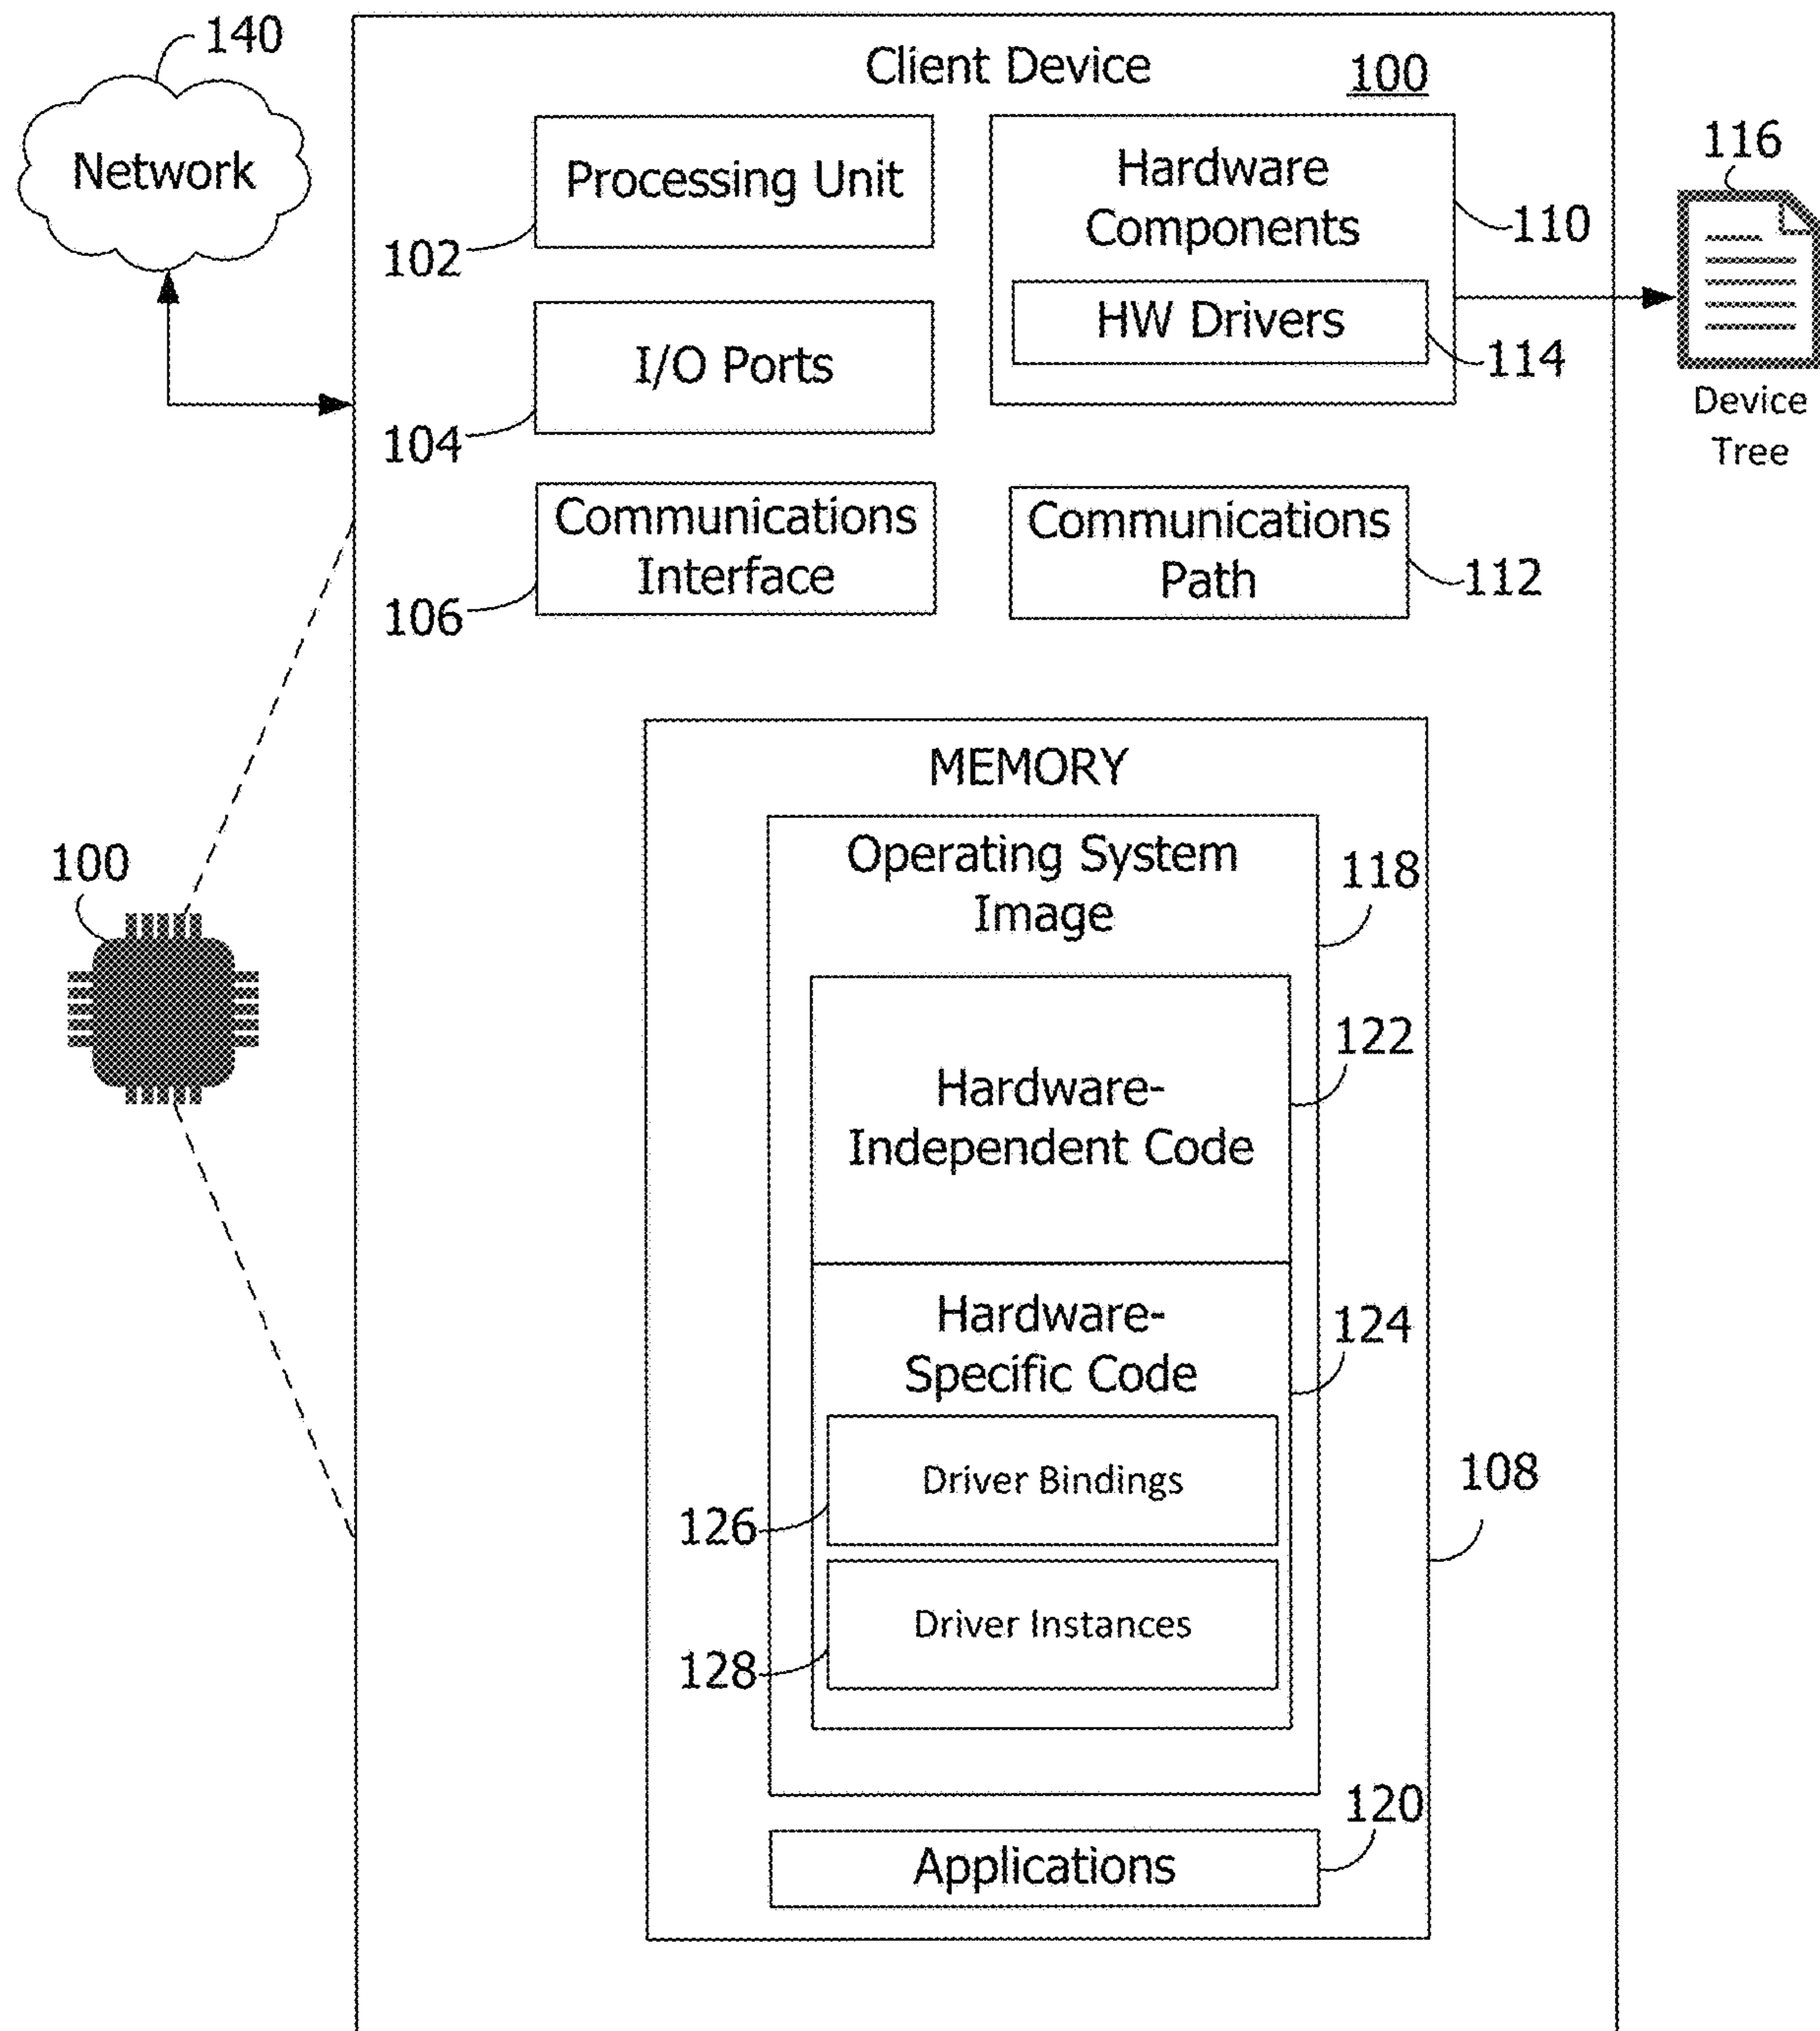 140
Network
Client Device
100
Processing Unit
102
Hardware
Components
110
HW Drivers
114
116
Device
Tree
I/O Ports
104
Communications
Interface
106
Communications
Path
112
100
MEMORY
Operating System
Image
118
Hardware-
Independent Code
122
Hardware-
Specific Code
124
Driver Bindings
126
Driver Instances
128
108
Applications
120